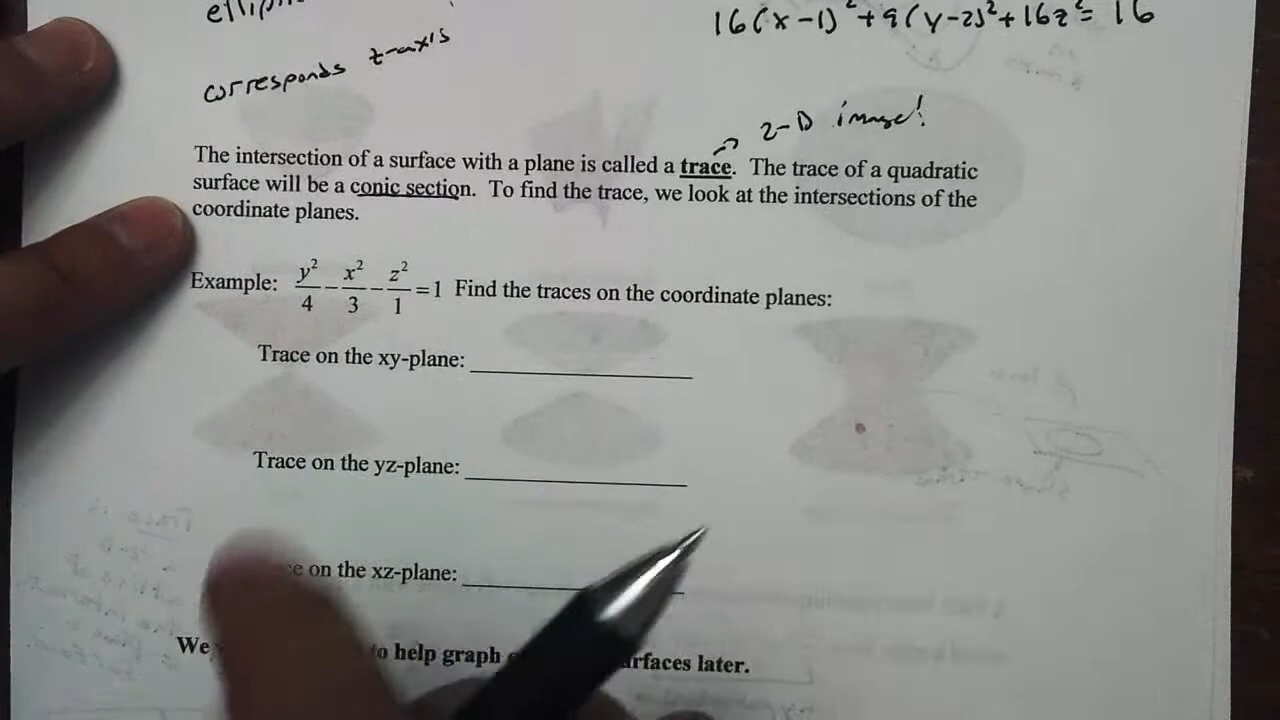 16(x-1)²+9(y-2)²+16z²=16
corresponds z-axis
2-D image!
The intersection of a surface with a plane is called a trace. The trace of a quadratic
surface will be a conic section. To find the trace, we look at the intersections of the
coordinate planes.
Example: y²/4 - x²/3 - z²/1 = 1 Find the traces on the coordinate planes:
Trace on the xy-plane: ____________________
Trace on the yz-plane: ____________________
on the xz-plane: ____________________
We to help graph rfaces later.